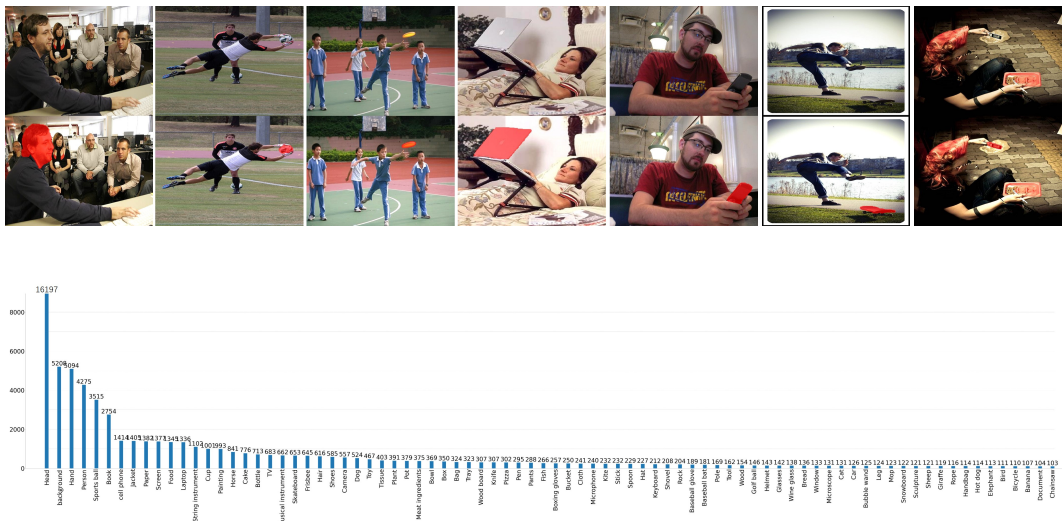 16197
8000
6000
5208 5094
4275
4000
3515
2754
2000
1414 1405 1382 1377 1345 1336 1102 1001 993 841 776 713 683 662 653 645 616 585 557 524 467 403 391 379 375 369 350 324 323 307 307 302 295 288 266 257 250 241 240 232 232 229 227 212 208 204 189 181 169 162 154 146 143 142 138 136 133 131 131 126 125 124 123 122 121 121 119 116 114 114 113 111 110 107 104 103
0
Head
background
Hand
Person
Sports ball
Book
cell phone
Jacket
Paper
Screen
Food
Laptop
String instrument
Cup
Painting
Horse
Cake
Bottle
TV
usical instrument
Skateboard
Frisbee
Hair
Shoes
Camera
Dog
Toy
Tissue
Plant
Pot
Meat ingredients
Bowl
Box
Bag
Tray
Wood board
Knife
Pizza
Pen
Plants
Fish
Boxing gloves
Bucket
Cloth
Microphone
Kite
Stick
Spoon
Hat
Keyboard
Shovel
Rock
Baseball glove
Baseball bat
Pole
Tools
Wood
Golf ball
Helmet
Glasses
Wine glass
Bread
Window
Microscope
Cat
Car
Bubble wand
Leg
Mop
Snowboard
Sculpture
Sheep
Giraffe
Rope
Handbag
Hot dog
Elephant
Bird
Bicycle
Banana
Document
Chainsaw